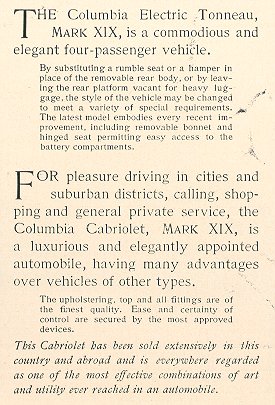 THE Columbia Electric Tonneau,
MARK XIX, is a commodious and
elegant four-passenger vehicle.
By substituting a rumble seat or a hamper in
place of the removable rear body, or by leav-
ing the rear platform vacant for heavy lug-
gage, the style of the vehicle may be changed
to meet a variety of special requirements.
The latest model embodies every recent im-
provement, including removable bonnet and
hinged seat permitting easy access to the
battery compartments.
FOR pleasure driving in cities and
suburban districts, calling, shop-
ping and general private service, the
Columbia Cabriolet, MARK XIX, is
a luxurious and elegantly appointed
automobile, having many advantages
over vehicles of other types.
The upholstering, top and all fittings are of
the finest quality. Ease and certainty of
control are secured by the most approved
devices.
This Cabriolet has been sold extensively in this
country and abroad and is everywhere regarded
as one of the most effective combinations of art
and utility ever reached in an automobile.